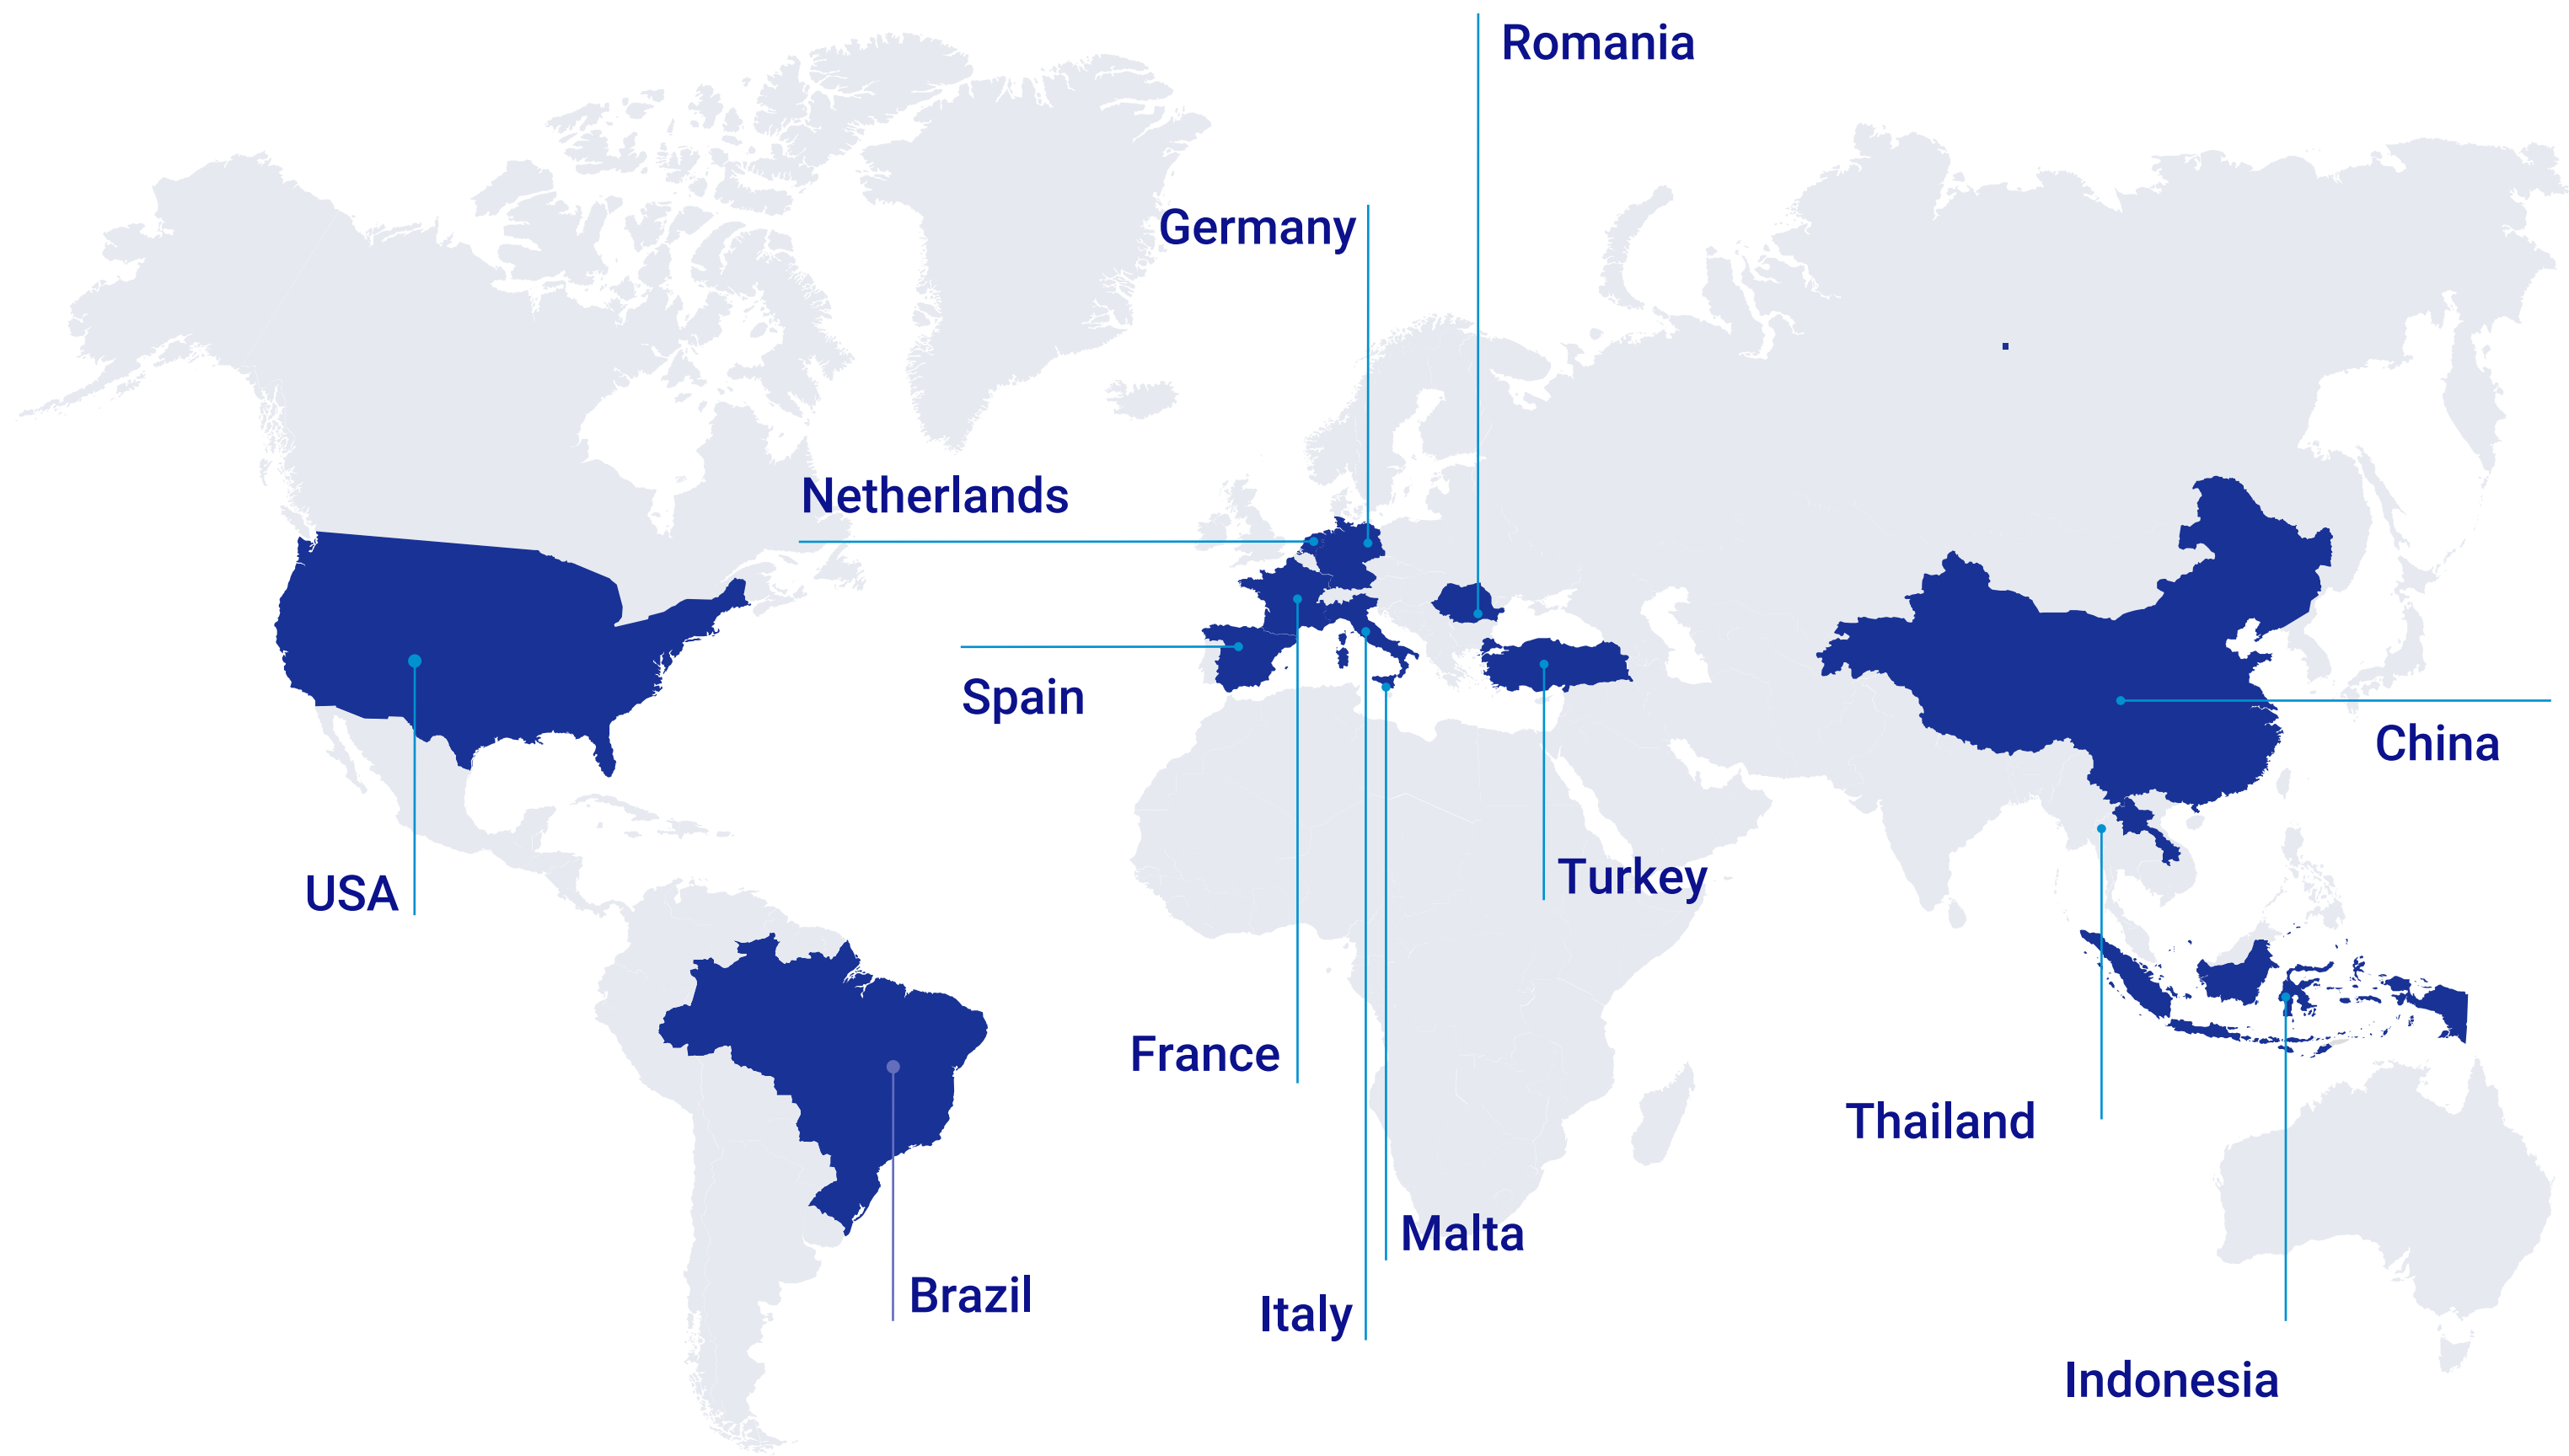 Romania
Germany
Netherlands
Spain
China
USA
Turkey
France
Thailand
Malta
Brazil
Italy
Indonesia